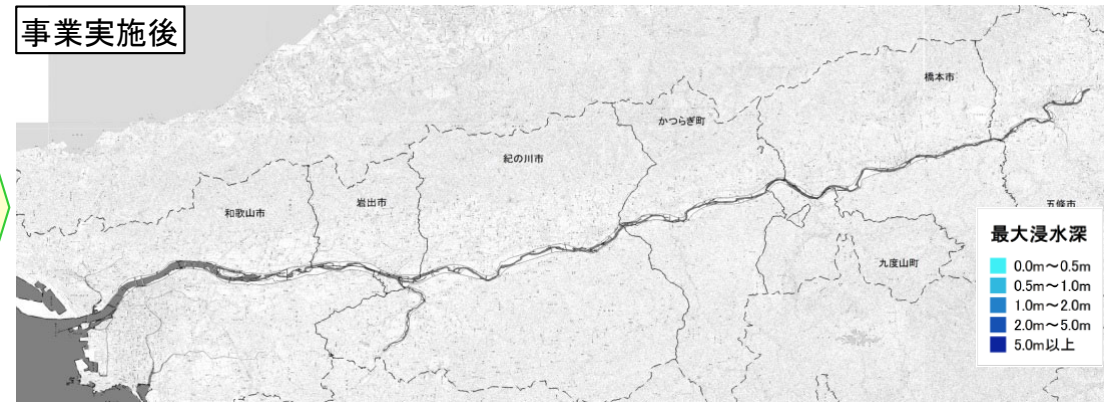 事業実施後
橋本市
かつらぎ町
紀の川市
岩出市
和歌山市
五條市
九度山町
最大浸水深
0.0m～0.5m
0.5m～1.0m
1.0m～2.0m
2.0m～5.0m
5.0m以上